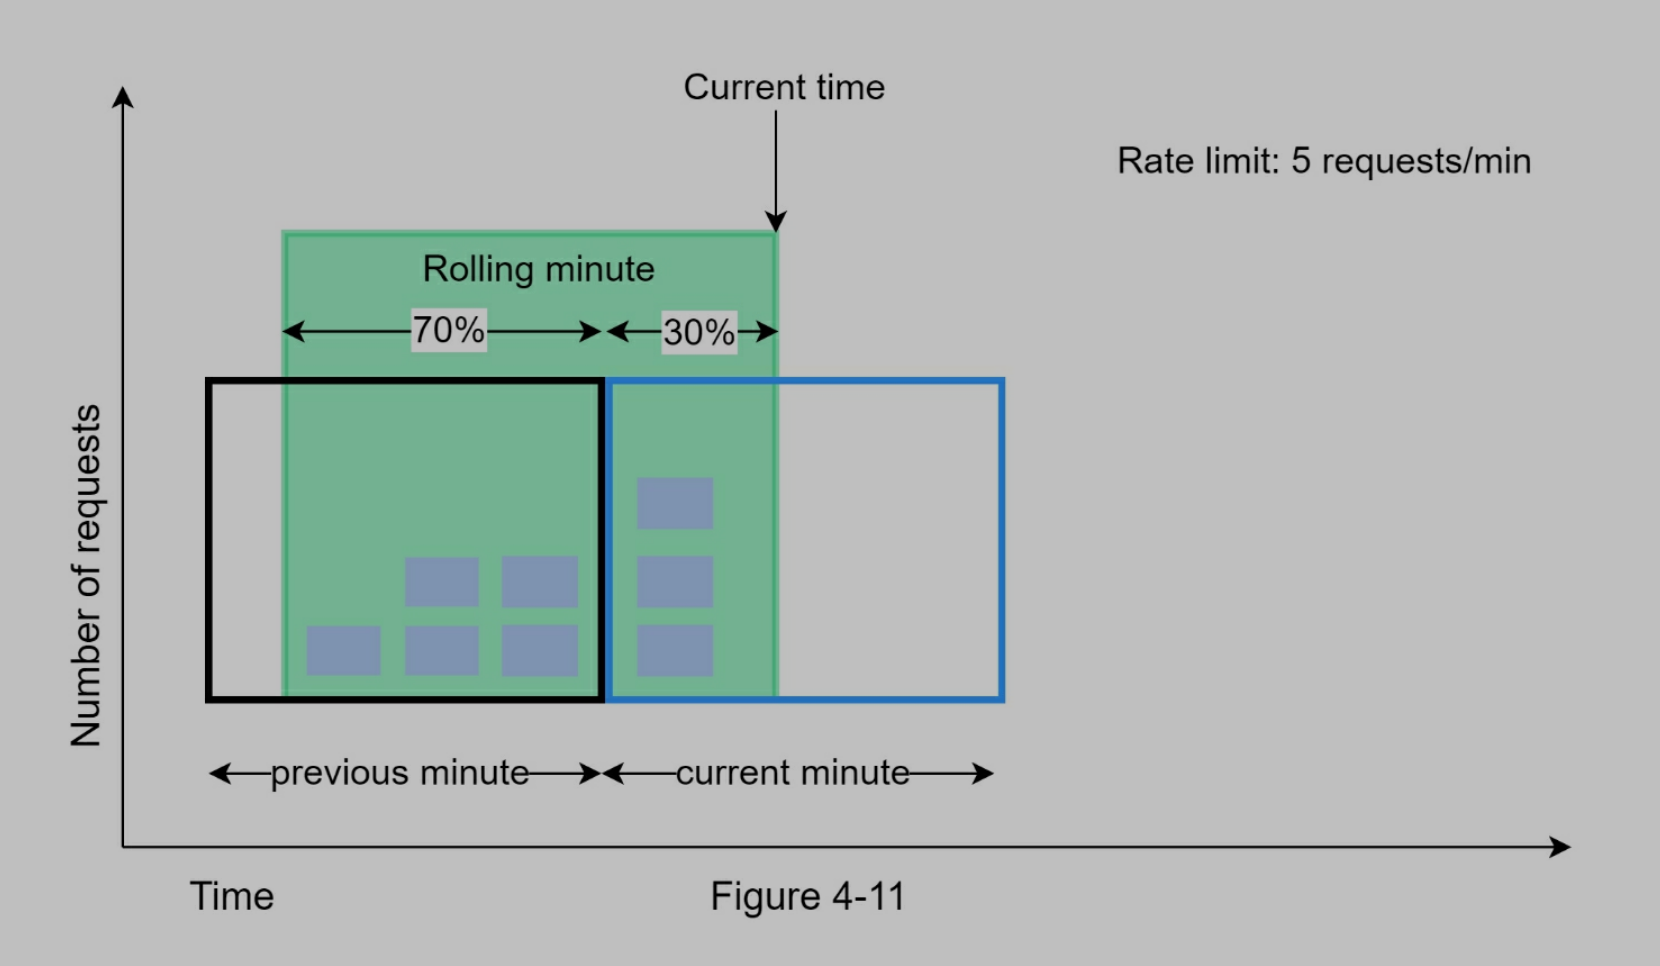 Current time
Rate limit: 5 requests/min
Rolling minute
70%
30%
Number of requests
previous minute
current minute
Time
Figure 4-11